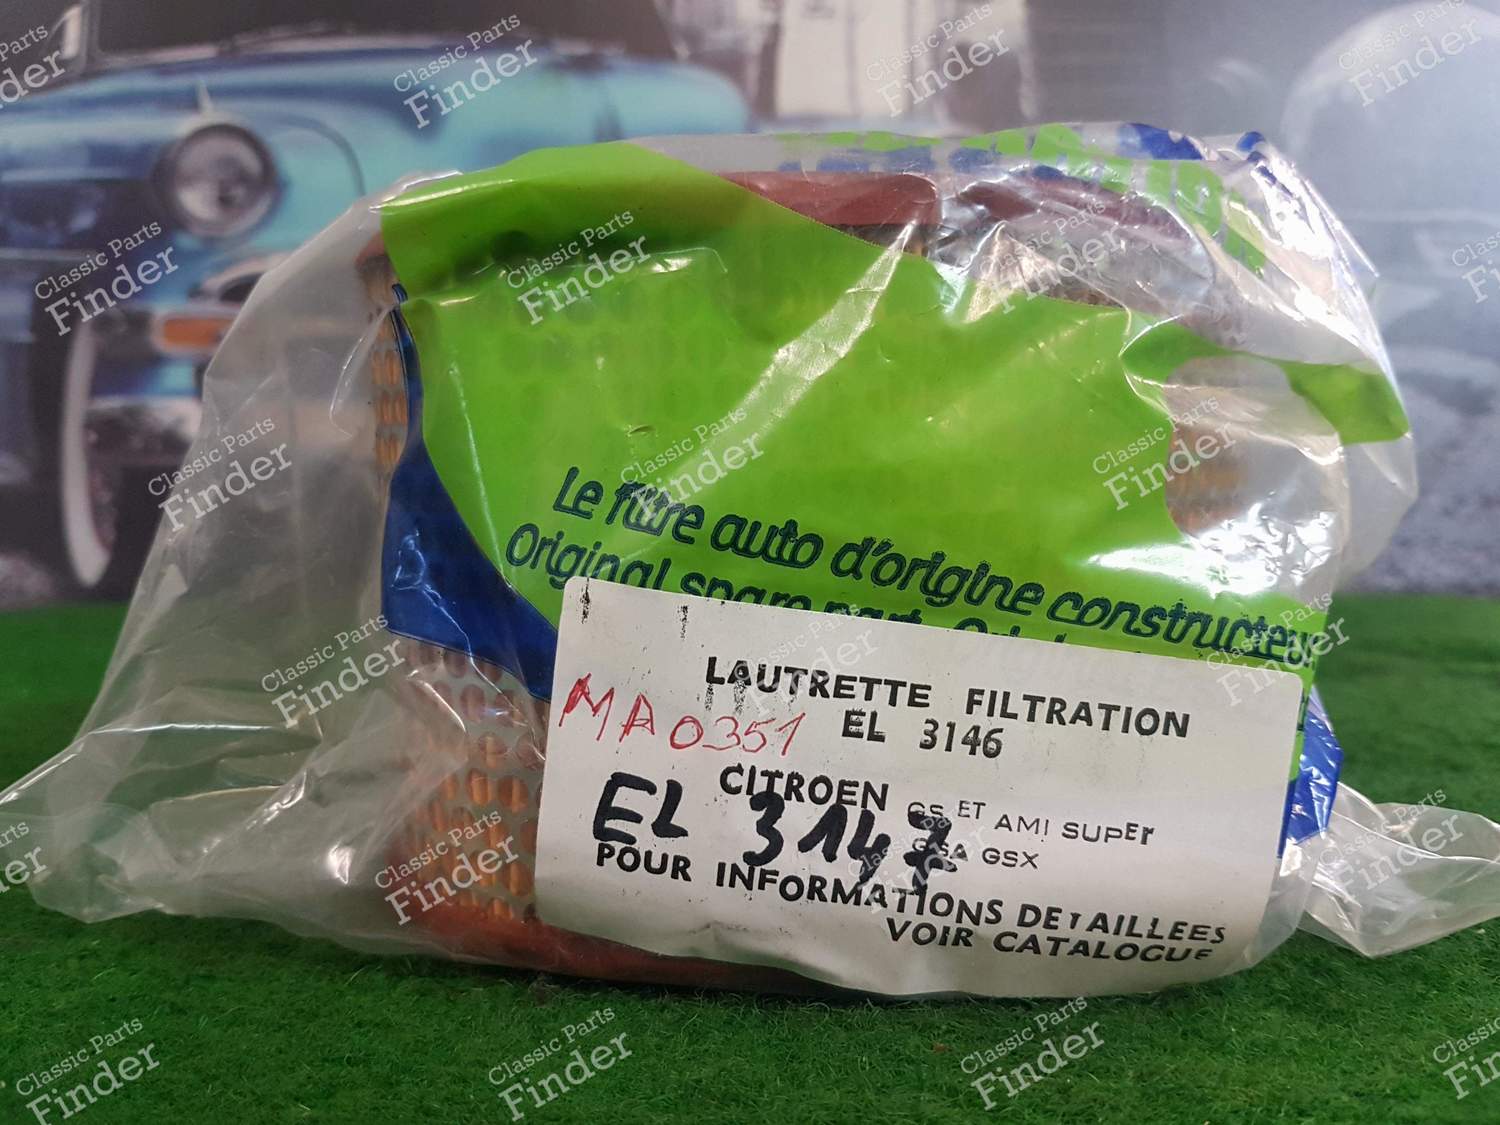 Le filtre auto d'origine constructeur
Original spare part.
LAUTRETTE FILTRATION
MA0351 EL 3146
CITROEN GS ET AMI SUPER
EL 3147 GSA GSX
POUR INFORMATIONS DETAILLEES
VOIR CATALOGUE
Classic Parts Finder